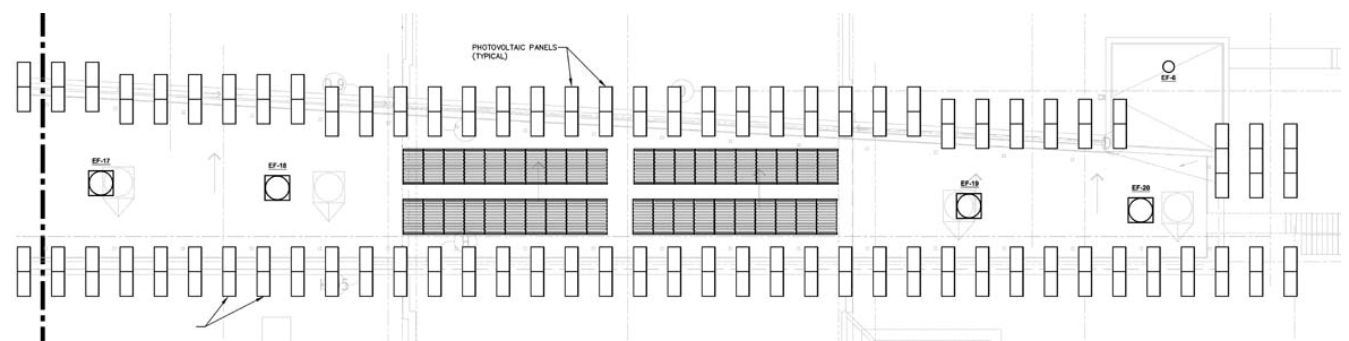 PHOTOVOLTAIC PANELS
(TYPICAL)
EF-6
EF-17
EF-18
EF-19
EF-20